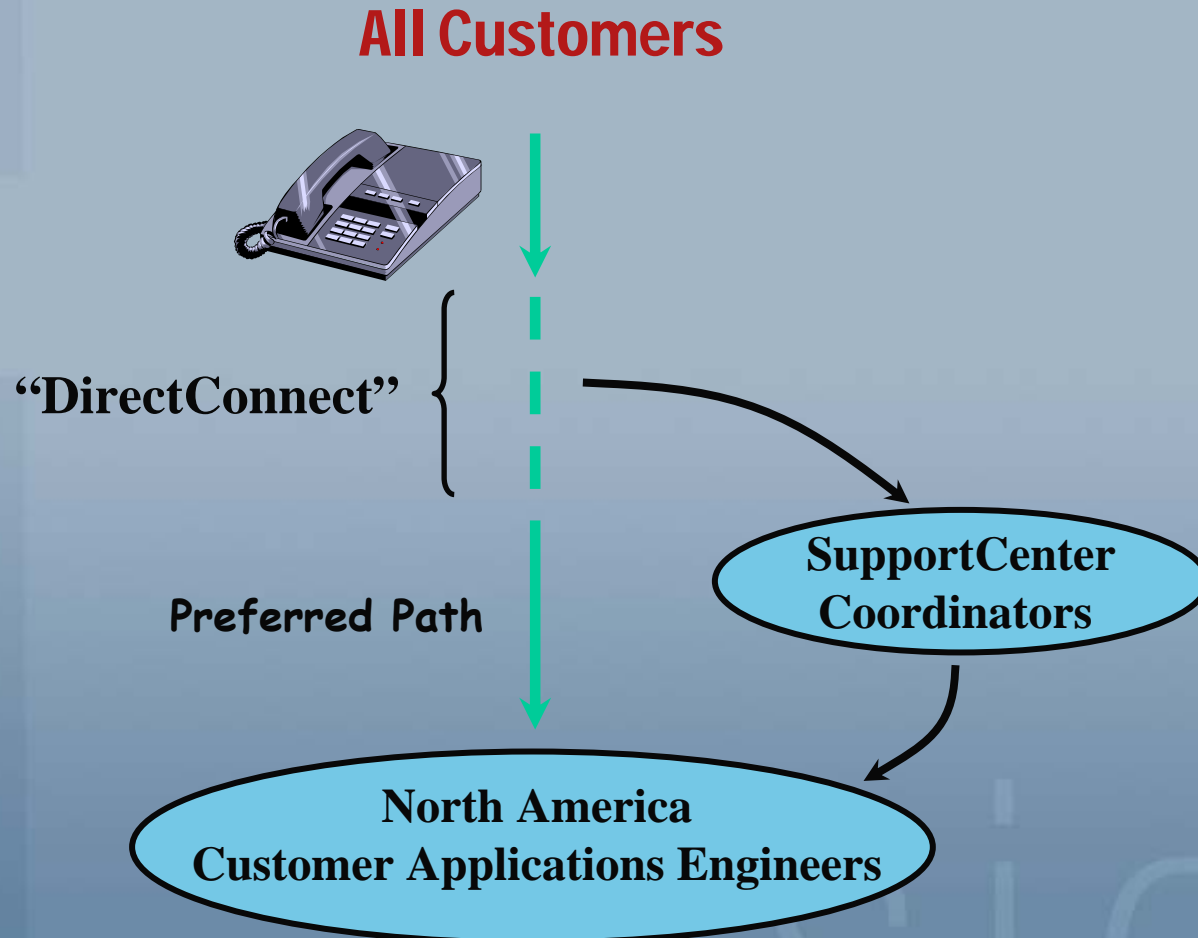 All Customers
“DirectConnect”
SupportCenter
Coordinators
Preferred Path
North America
Customer Applications Engineers